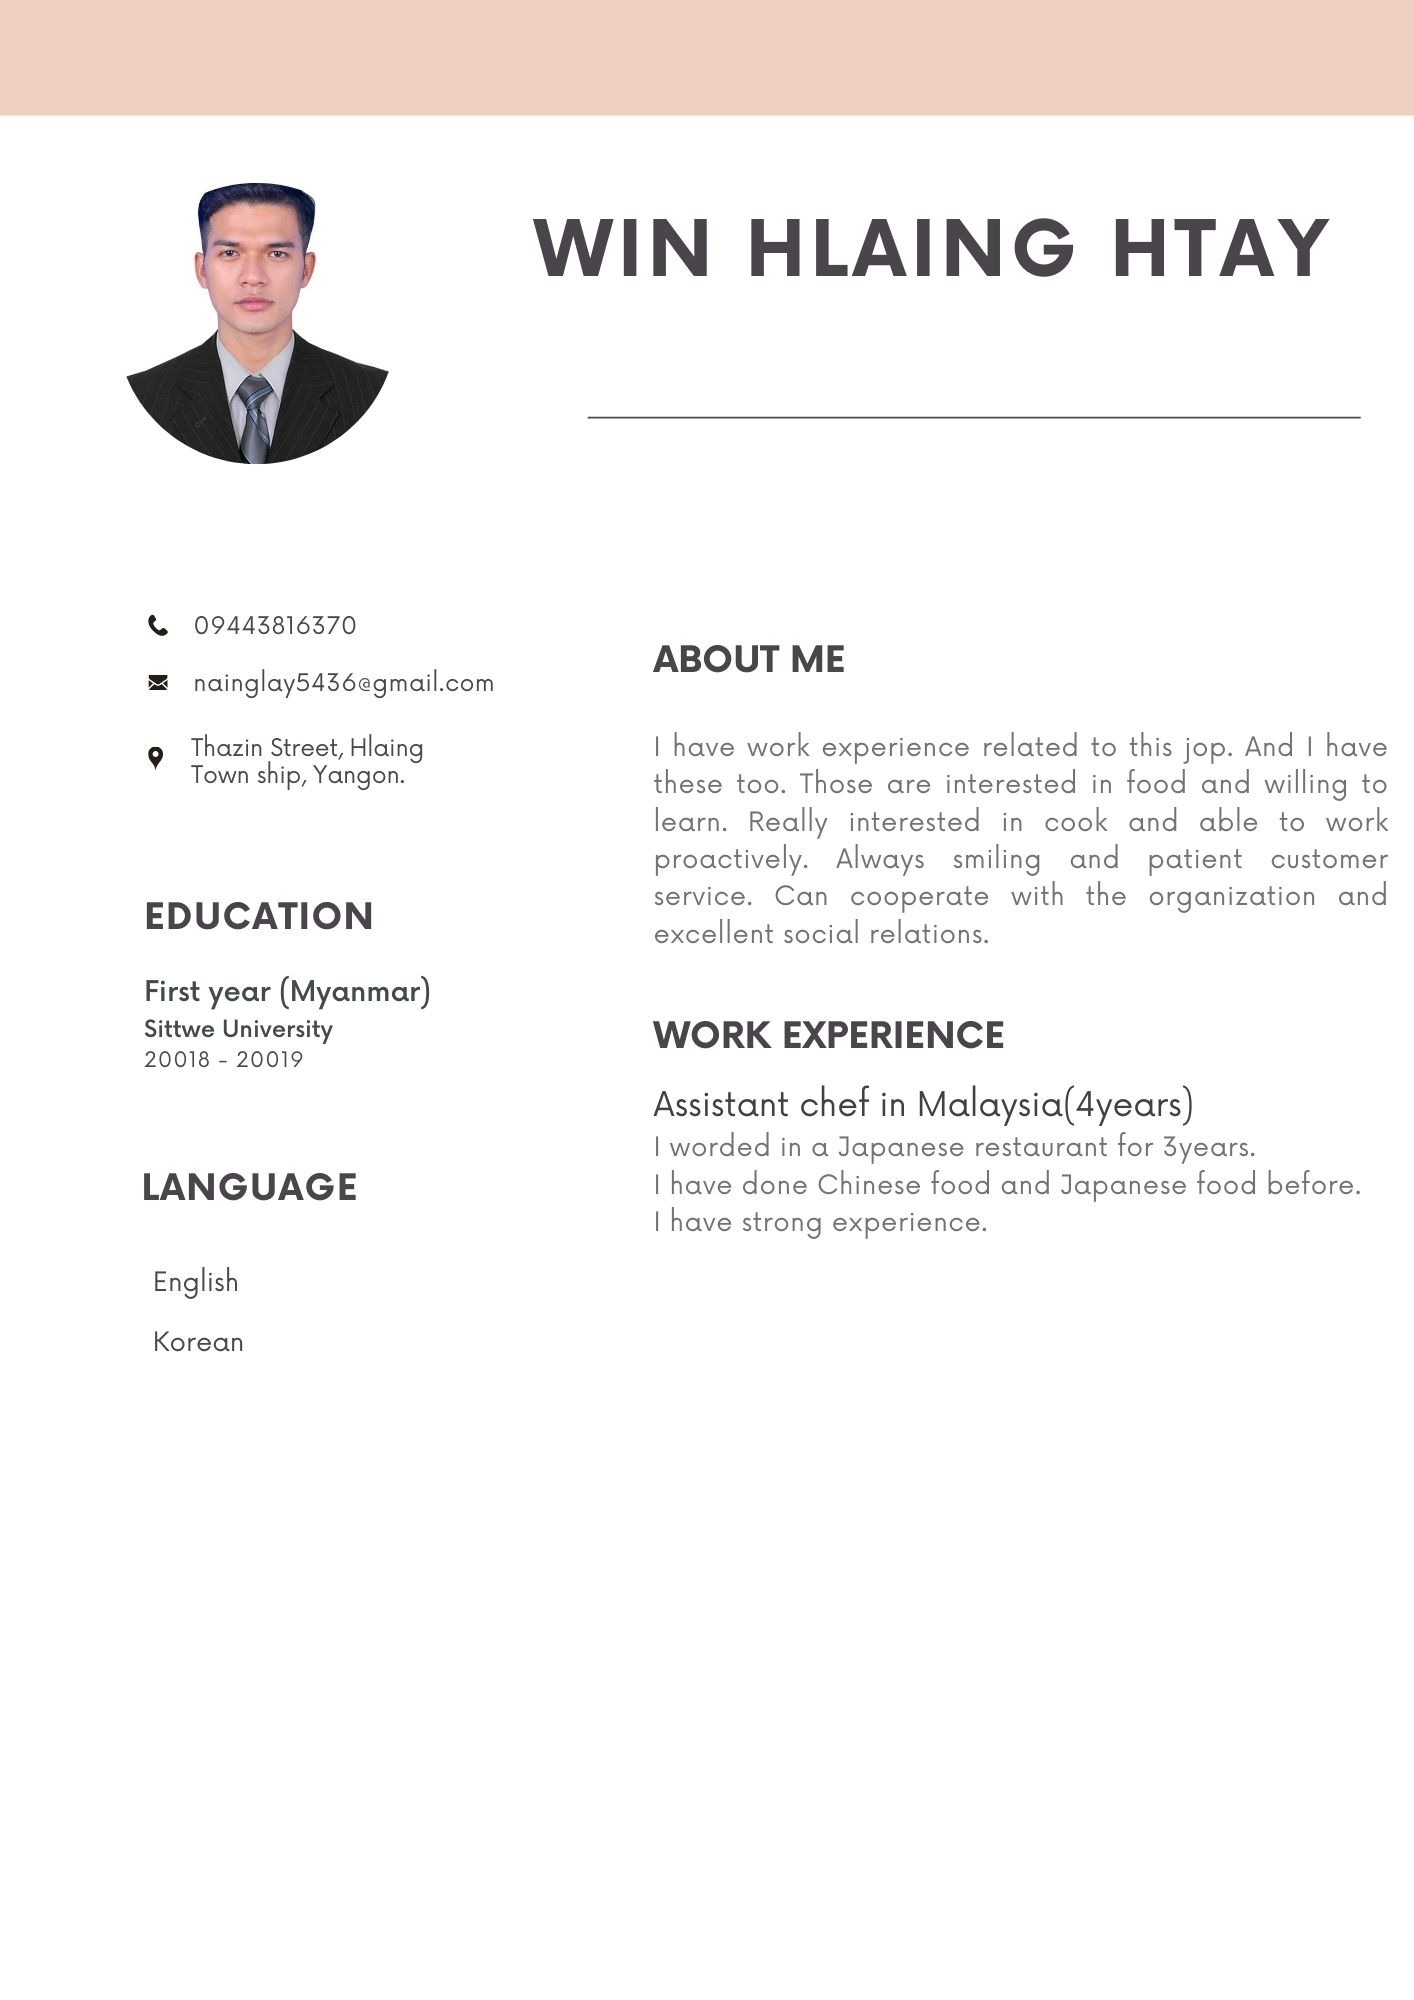 WIN HLAING HTAY
09443816370
nainglay5436@gmail.com
Thazin Street, Hlaing
Town ship, Yangon.
EDUCATION
First year (Myanmar)
Sittwe University
20018 - 20019
LANGUAGE
English
Korean
ABOUT ME
I have work experience related to this jop. And I have
these too. Those are interested in food and willing to
learn. Really interested in cook and able to work
proactively. Always smiling and patient customer
service. Can cooperate with the organization and
excellent social relations.
WORK EXPERIENCE
Assistant chef in Malaysia(4years)
I worded in a Japanese restaurant for 3years.
I have done Chinese food and Japanese food before.
I have strong experience.